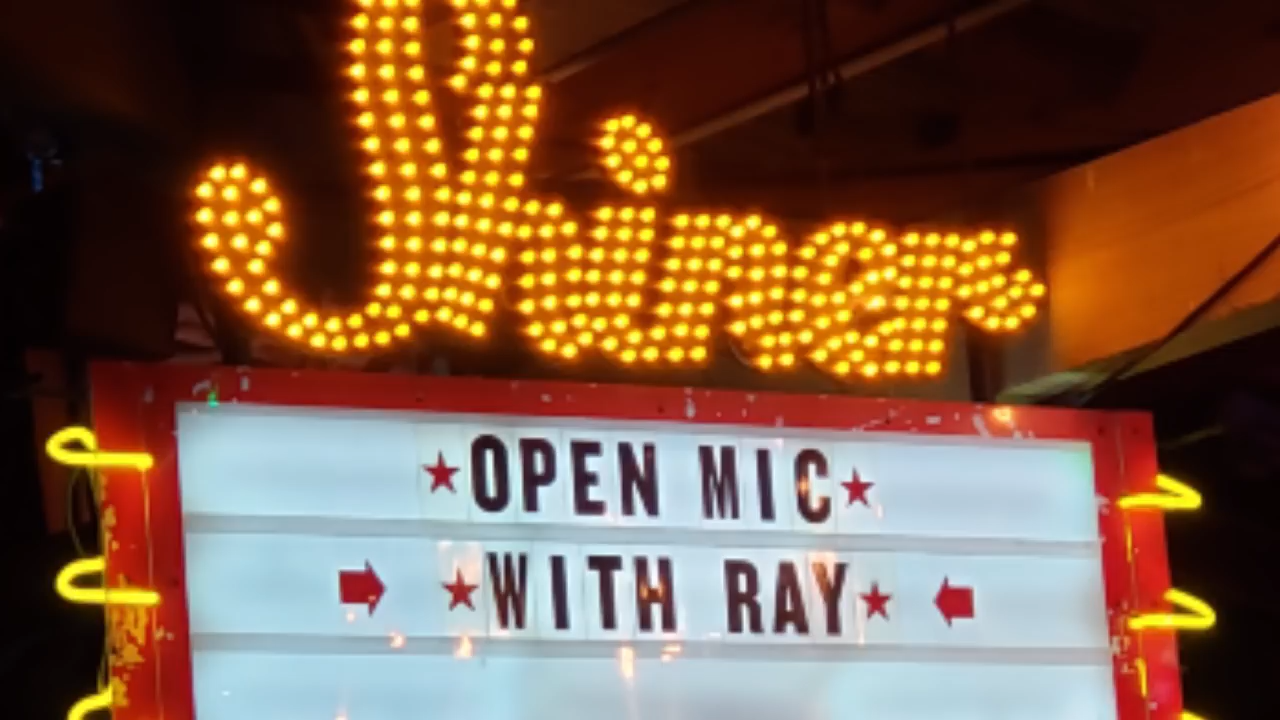 Shiner
★OPEN MIC★
➡ ★WITH RAY★ ⬅